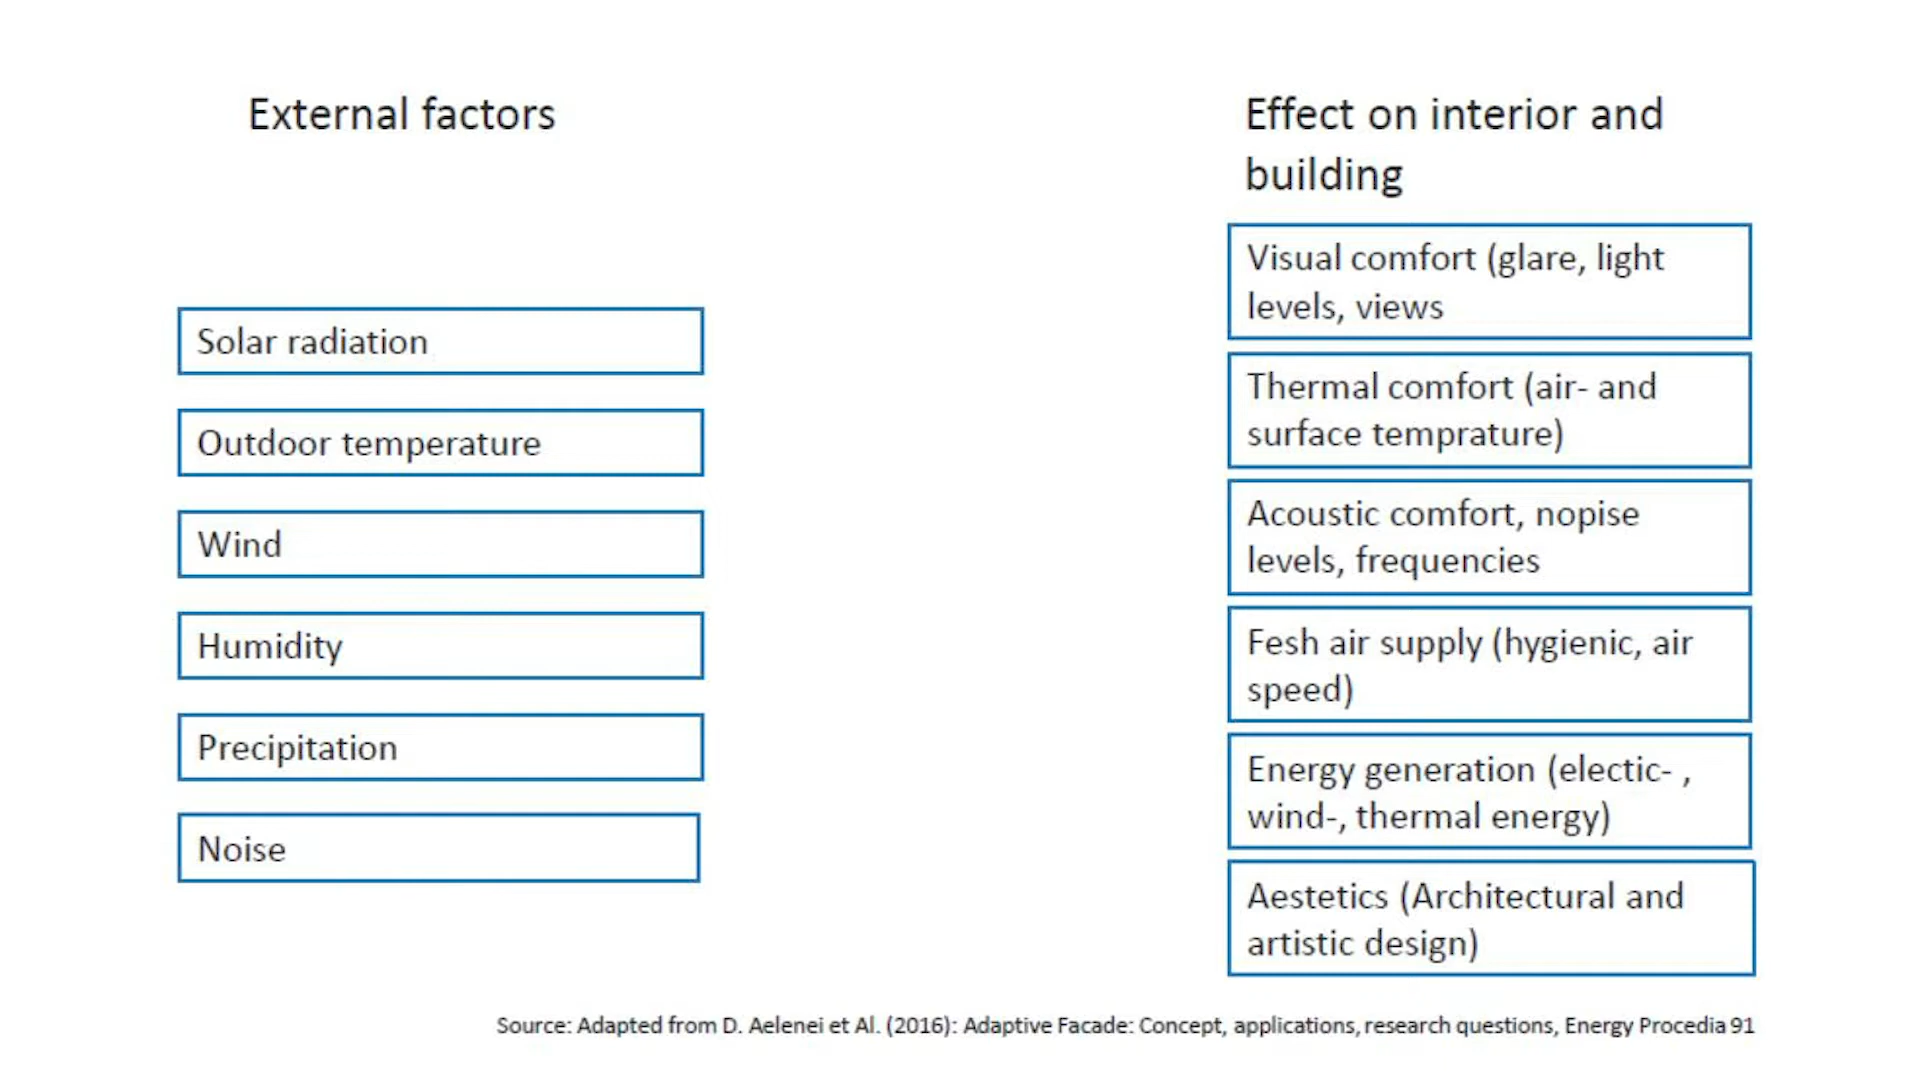 External factors
Solar radiation
Outdoor temperature
Wind
Humidity
Precipitation
Noise
Effect on interior and
building
Visual comfort (glare, light
levels, views
Thermal comfort (air- and
surface temprature)
Acoustic comfort, nopise
levels, frequencies
Fesh air supply (hygienic, air
speed)
Energy generation (electic- ,
wind-, thermal energy)
Aestetics (Architectural and
artistic design)
Source: Adapted from D. Aelenei et Al. (2016): Adaptive Facade: Concept, applications, research questions, Energy Procedia 91